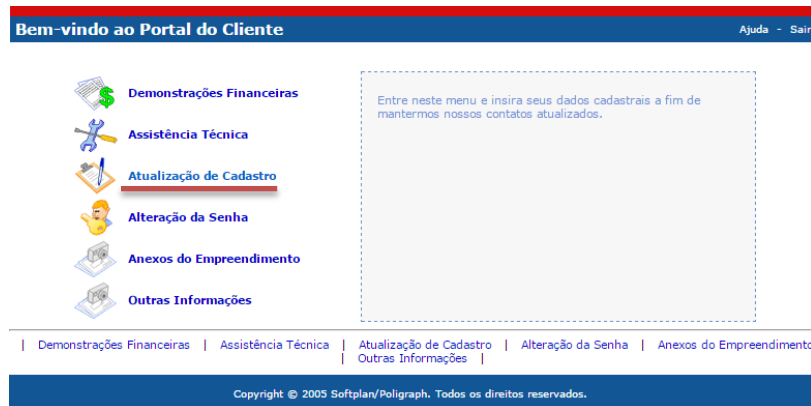 Bem-vindo ao Portal do Cliente
Ajuda - Sair
Demonstrações Financeiras
Assistência Técnica
Atualização de Cadastro
Alteração da Senha
Anexos do Empreendimento
Outras Informações
Entre neste menu e insira seus dados cadastrais a fim de
mantermos nossos contatos atualizados.
| Demonstrações Financeiras | Assistência Técnica | Atualização de Cadastro | Alteração da Senha | Anexos do Empreendimento
| Outras Informações |
Copyright © 2005 Softplan/Poligraph. Todos os direitos reservados.